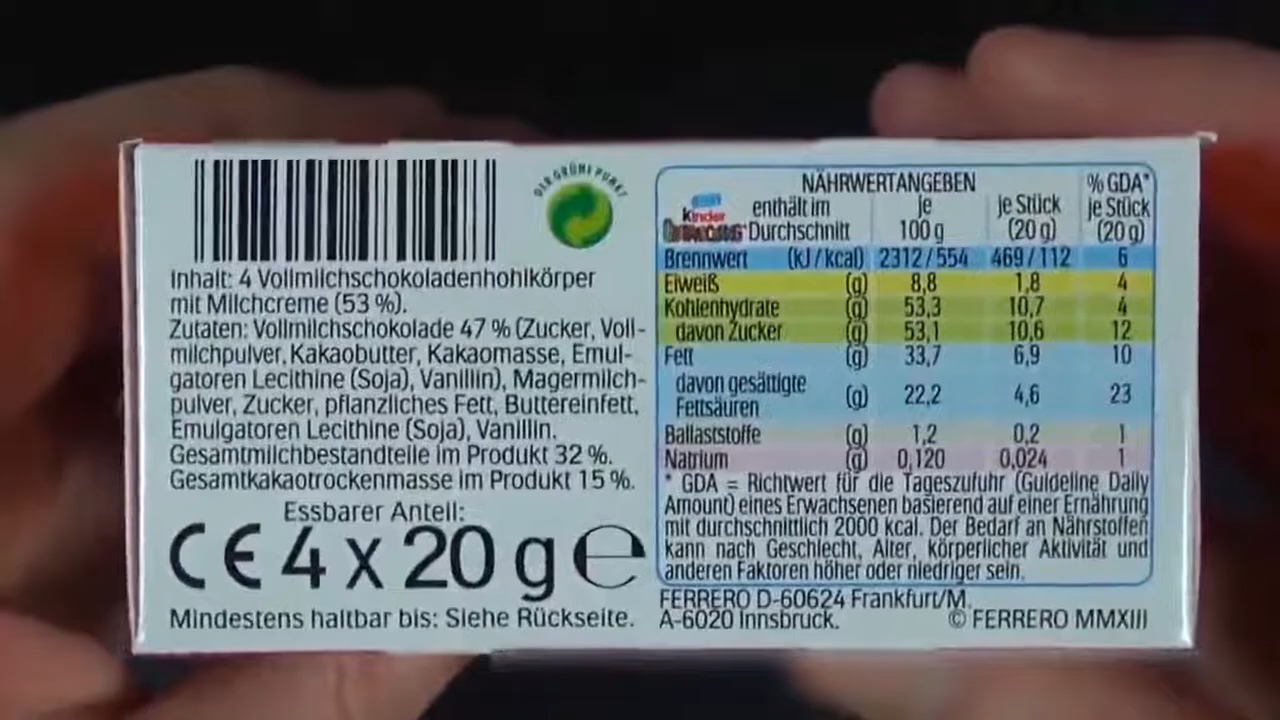 DER GRÜNE PUNKT
Inhalt: 4 Vollmilchschokoladenhohlkörper
mit Milchcreme (53 %).
Zutaten: Vollmilchschokolade 47 % (Zucker, Voll-
milchpulver, Kakaobutter, Kakaomasse, Emul-
gatoren Lecithine (Soja), Vanillin), Magermilch-
pulver, Zucker, pflanzliches Fett, Buttereinfett,
Emulgatoren Lecithine (Soja), Vanillin.
Gesamtmilchbestandteile im Produkt 32 %.
Gesamtkakaotrockenmasse im Produkt 15 %.
Essbarer Anteil:
CE 4 x 20 g e
Mindestens haltbar bis: Siehe Rückseite.
NÄHRWERTANGEBEN % GDA*
kinder enthält im je je Stück je Stück
Durchschnitt 100 g (20 g) (20 g)
Brennwert (kJ/kcal) 2312/554 469/112 6
Eiweiß (g) 8,8 1,8 4
Kohlenhydrate (g) 53,3 10,7 4
davon Zucker (g) 53,1 10,6 12
Fett (g) 33,7 6,9 10
davon gesättigte
Fettsäuren (g) 22,2 4,6 23
Ballaststoffe (g) 1,2 0,2 1
Natrium (g) 0,120 0,024 1
* GDA = Richtwert für die Tageszufuhr (Guideline Daily
Amount) eines Erwachsenen basierend auf einer Ernährung
mit durchschnittlich 2000 kcal. Der Bedarf an Nährstoffen
kann nach Geschlecht, Alter, körperlicher Aktivität und
anderen Faktoren höher oder niedriger sein.
FERRERO D-60624 Frankfurt/M.
A-6020 Innsbruck. © FERRERO MMXIII